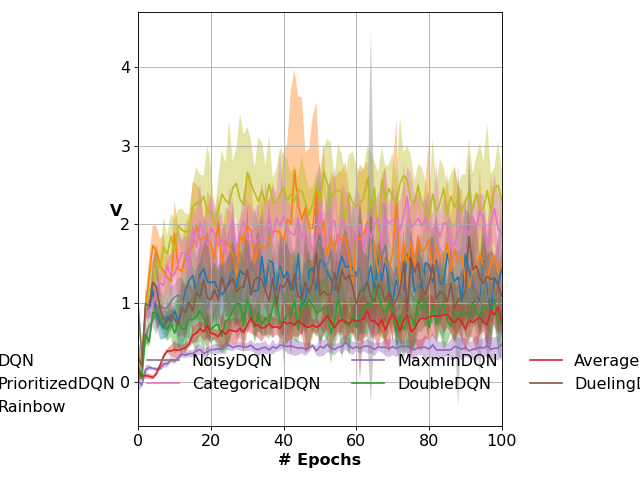 4
3
V
2
1
DQN NoisyDQN MaxminDQN Average
PrioritizedDQN CategoricalDQN 0 DoubleDQN DuelingD
Rainbow
0 20 40 60 80 100
# Epochs